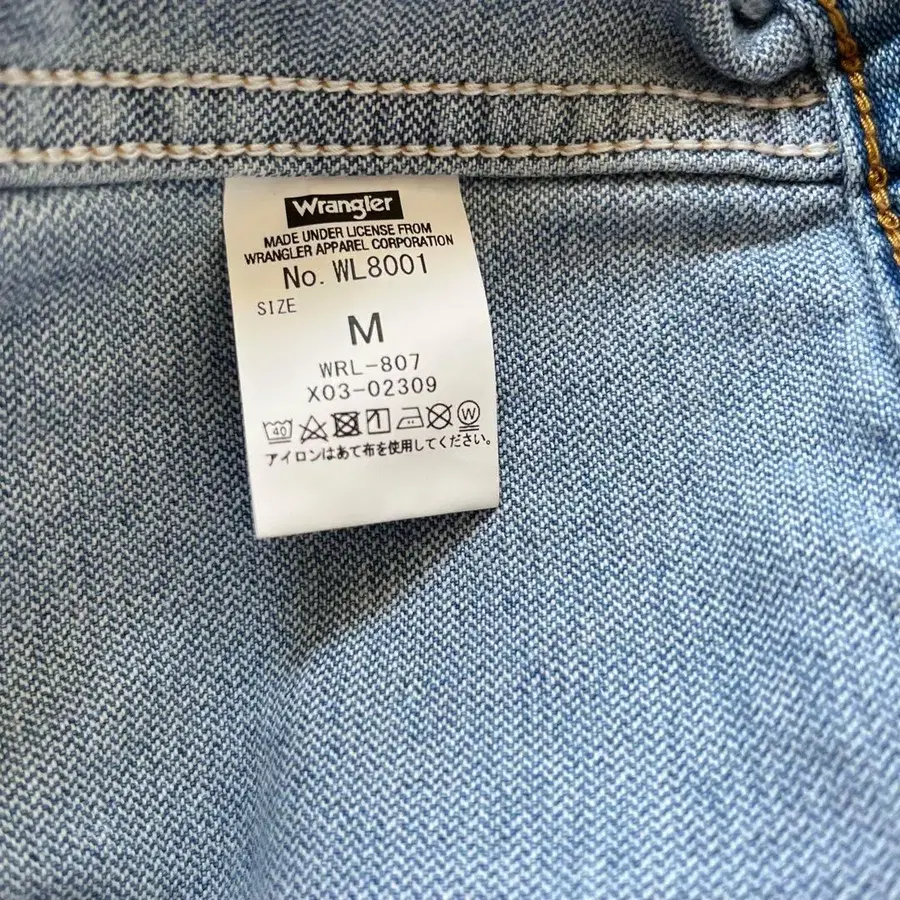 Wrangler
MADE UNDER LICENSE FROM
WRANGLER APPAREL CORPORATION
No. WL8001
SIZE
M
WRL-807
X03-02309
40 W
アイロンはあて布を使用してください。